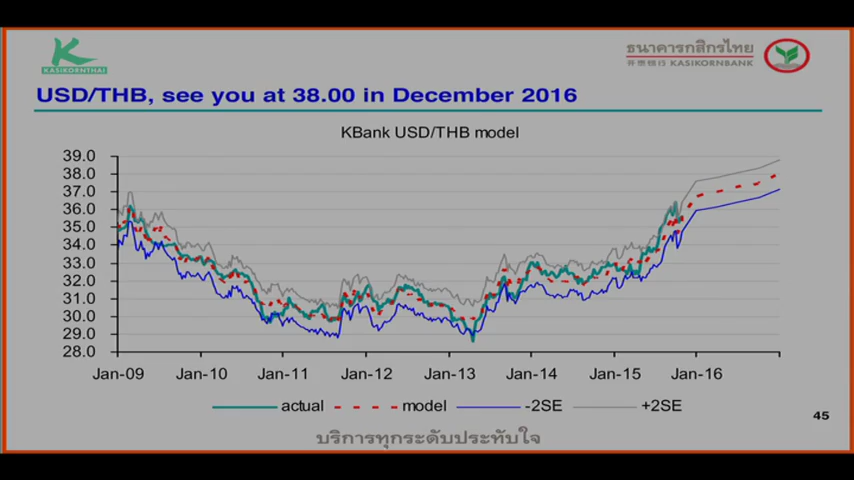 KASIKORNTHAI
ธนาคารกสิกรไทย
KASIKORNBANK
USD/THB, see you at 38.00 in December 2016
KBank USD/THB model
39.0
38.0
37.0
36.0
35.0
34.0
33.0
32.0
31.0
30.0
29.0
28.0
Jan-09 Jan-10 Jan-11 Jan-12 Jan-13 Jan-14 Jan-15 Jan-16
actual model -2SE +2SE
45
บริการทุกระดับประทับใจ